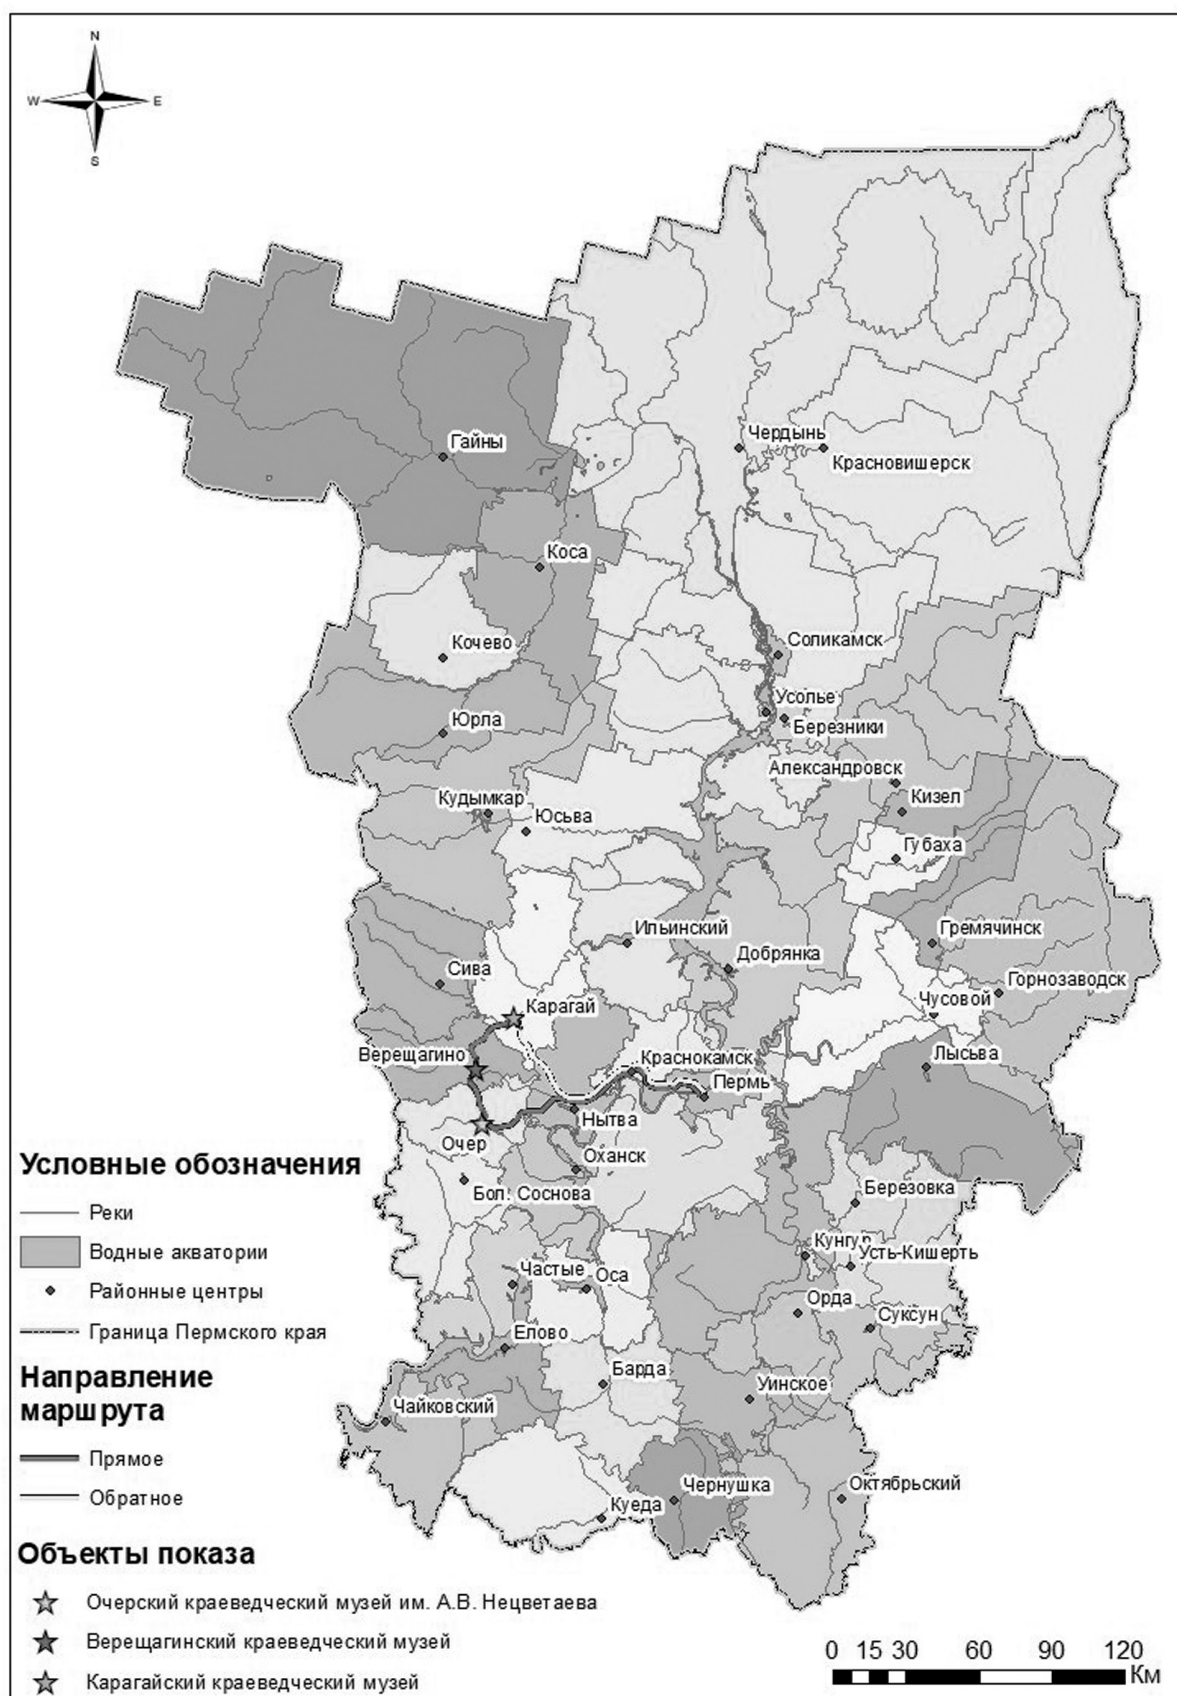 N
W
E
S
Гайны
Чердынь
Красновишерск
Коса
Кочево
Соликамск
Усолье
Юрла
Березники
Александровск
Кизел
Кудымкар
Юсьва
Губаха
Ильинский
Гремячинск
Добрянка
Сива
Горнозаводск
Карагай
Чусовой
Верещагино
Краснокамск
Лысьва
Пермь
Нытва
Очер
Оханск
Бол. Соснова
Березовка
Кунгур
Усть-Кишерть
Частые
Оса
Орда
Суксун
Елово
Барда
Уинское
Чайковский
Октябрьский
Чернушка
Куеда
Условные обозначения
Реки
Водные акватории
Районные центры
Граница Пермского края
Направление
маршрута
Прямое
Обратное
Объекты показа
Очерский краеведческий музей им. А.В. Нецветаева
Верещагинский краеведческий музей
Карагайский краеведческий музей
0 15 30 60 90 120
Км